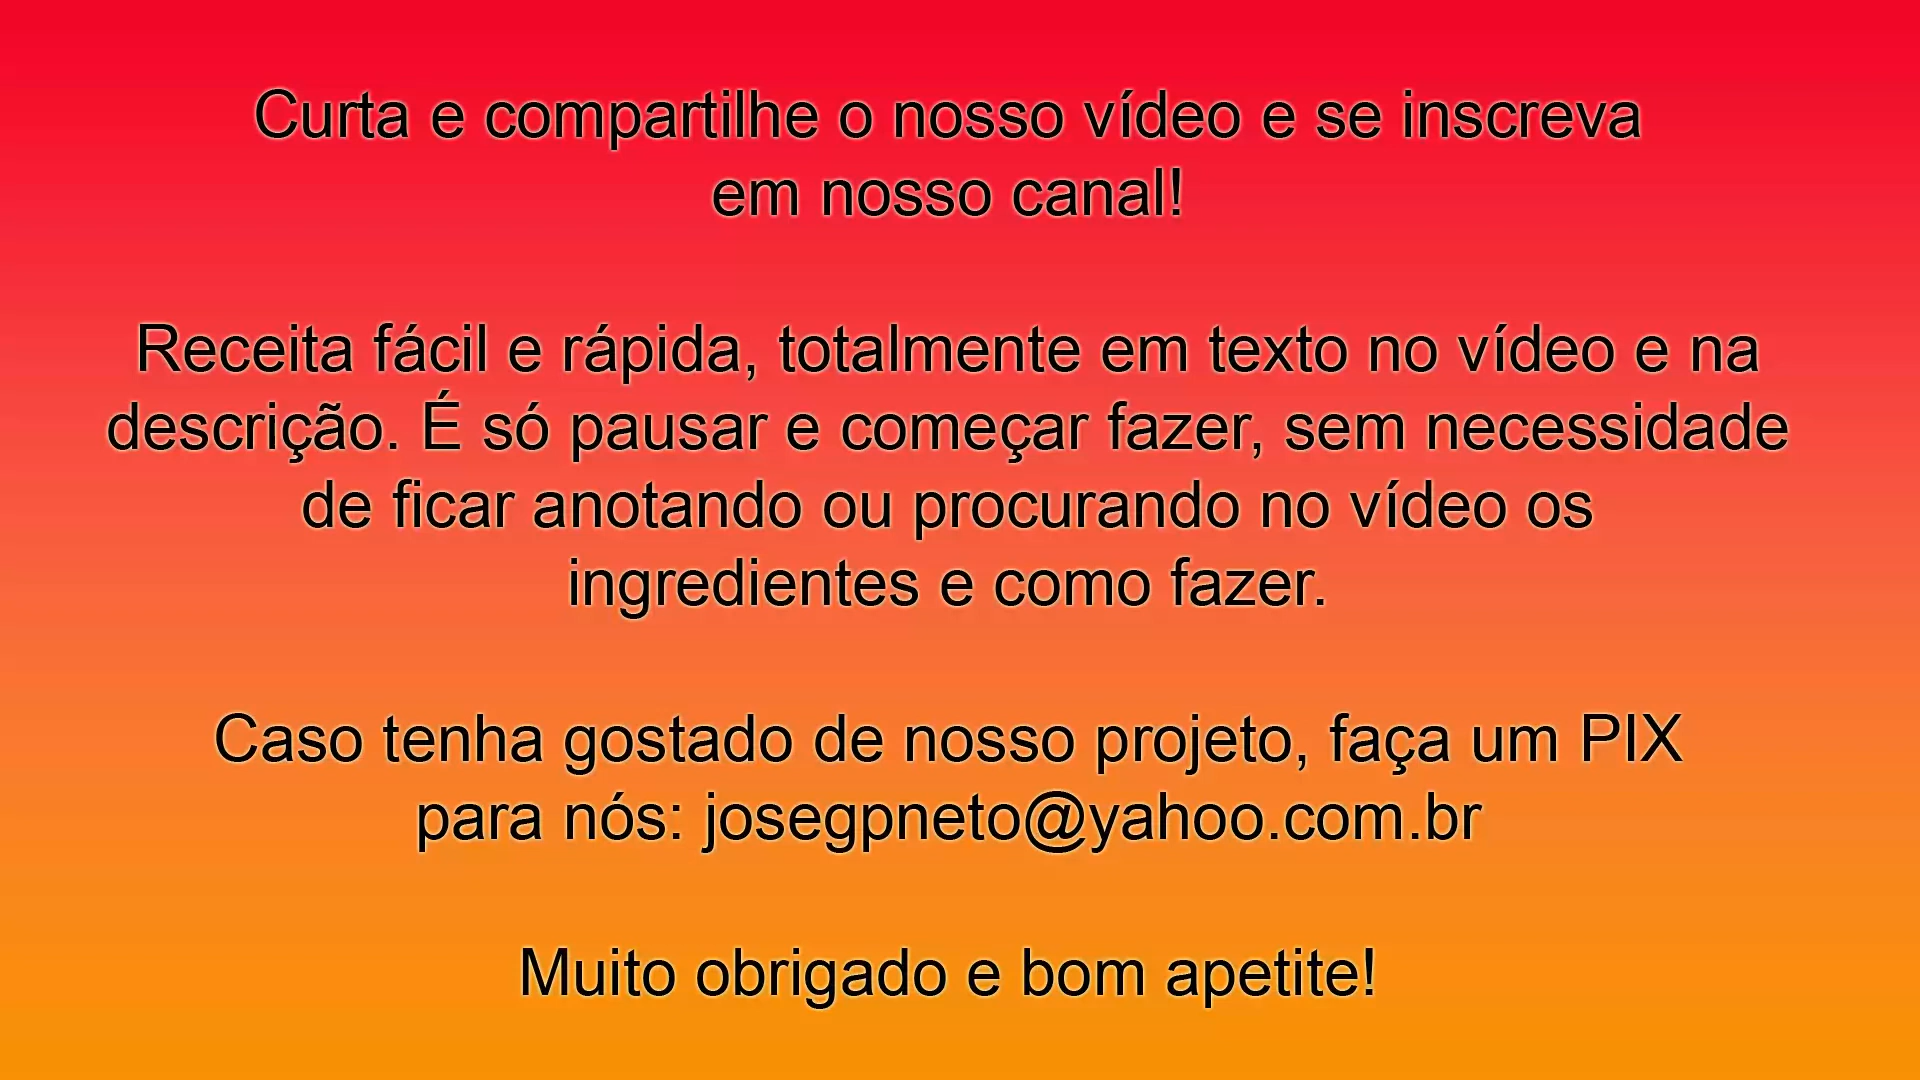 Curta e compartilhe o nosso vídeo e se inscreva
em nosso canal!
Receita fácil e rápida, totalmente em texto no vídeo e na
descrição. É só pausar e começar fazer, sem necessidade
de ficar anotando ou procurando no vídeo os
ingredientes e como fazer.
Caso tenha gostado de nosso projeto, faça um PIX
para nós: josegpneto@yahoo.com.br
Muito obrigado e bom apetite!